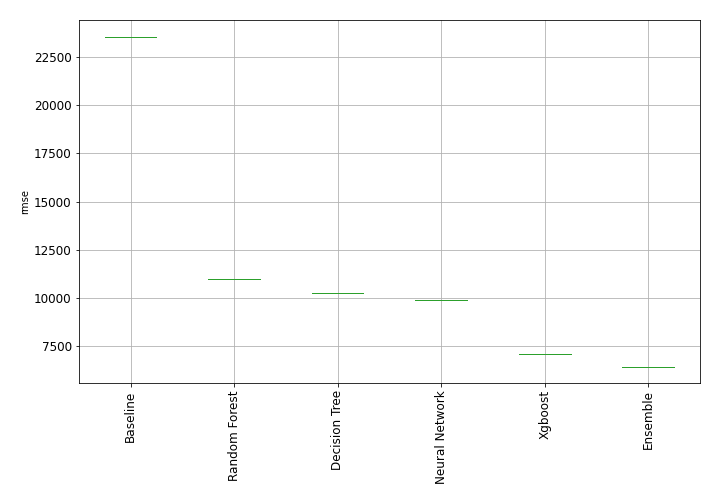 22500
20000
17500
15000
12500
10000
7500
rmse
Baseline
Random Forest
Decision Tree
Neural Network
Xgboost
Ensemble